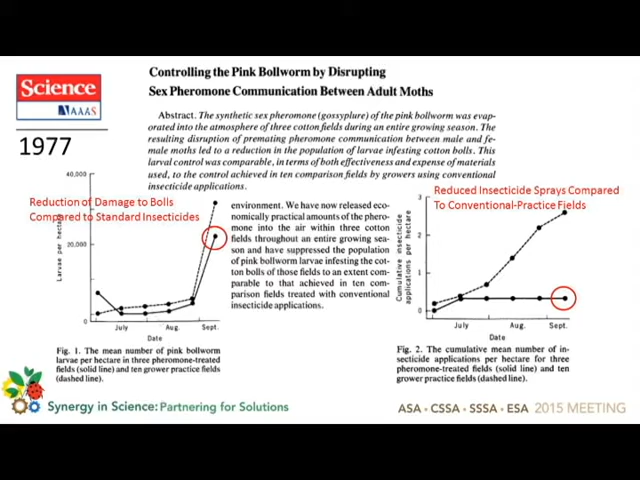 Controlling the Pink Bollworm by Disrupting
Sex Pheromone Communication Between Adult Moths
Science
AAAS
1977
Abstract. The synthetic sex pheromone (gossyplure) of the pink bollworm was evap-
orated into the atmosphere of three cotton fields during an entire growing season. The
resulting disruption of premating pheromone communication between male and fe-
male moths led to a reduction in the population of larvae infesting cotton bolls. This
larval control was comparable, in terms of both effectiveness and expense of materials
used, to the control achieved in ten comparison fields by growers using conventional
insecticide applications.
Reduction of Damage to Bolls
Compared to Standard Insecticides
40,000
20,000
0
Larvae per hectare
July
Aug.
Sept.
Date
Fig. 1. The mean number of pink bollworm
larvae per hectare in three pheromone-treated
fields (solid line) and ten grower practice fields
(dashed line).
environment. We have now released eco-
nomically practical amounts of the phero-
mone into the air within three cotton
fields throughout an entire growing sea-
son and have suppressed the population
of pink bollworm larvae infesting the cot-
ton bolls of those fields to an extent com-
parable to that achieved in ten com-
parison fields treated with conventional
insecticide applications.
Reduced Insecticide Sprays Compared
To Conventional-Practice Fields
3
2
1
0
Cumulative insecticide
applications per hectare
July
Aug.
Sept.
Date
Fig. 2. The cumulative mean number of in-
secticide applications per hectare for three
pheromone-treated fields (solid line) and ten
grower practice fields (dashed line).
Synergy in Science: Partnering for Solutions
ASA • CSSA • SSSA • ESA 2015 MEETING